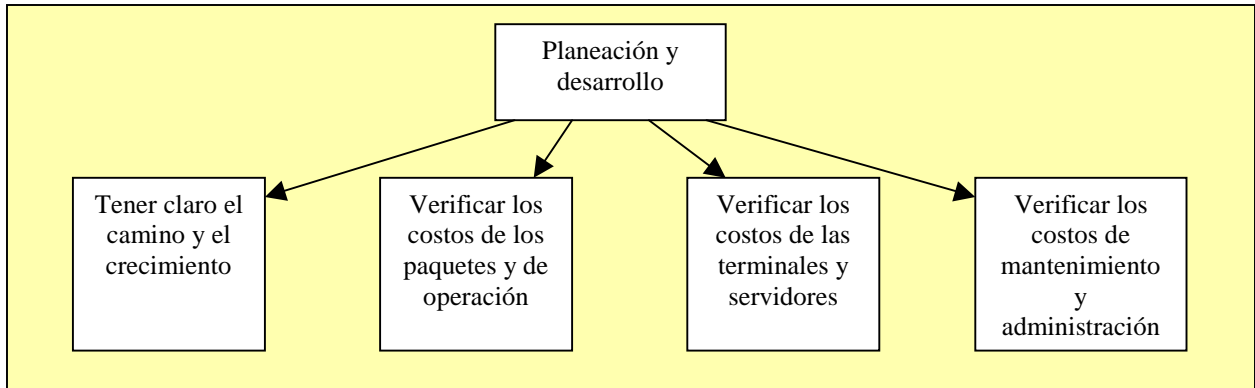 Planeación y
desarrollo
Tener claro el
camino y el
crecimiento
Verificar los
costos de los
paquetes y de
operación
Verificar los
costos de las
terminales y
servidores
Verificar los
costos de
mantenimiento
y
administración